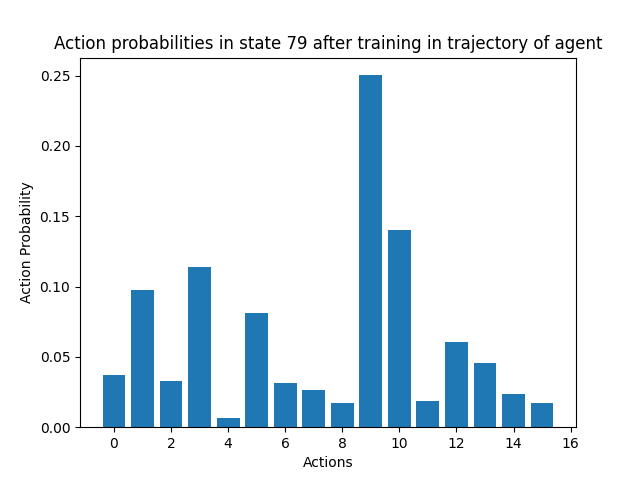 Action probabilities in state 79 after training in trajectory of agent
0.25
0.20
0.15
0.10
0.05
0.00
Action Probability
0 2 4 6 8 10 12 14 16
Actions